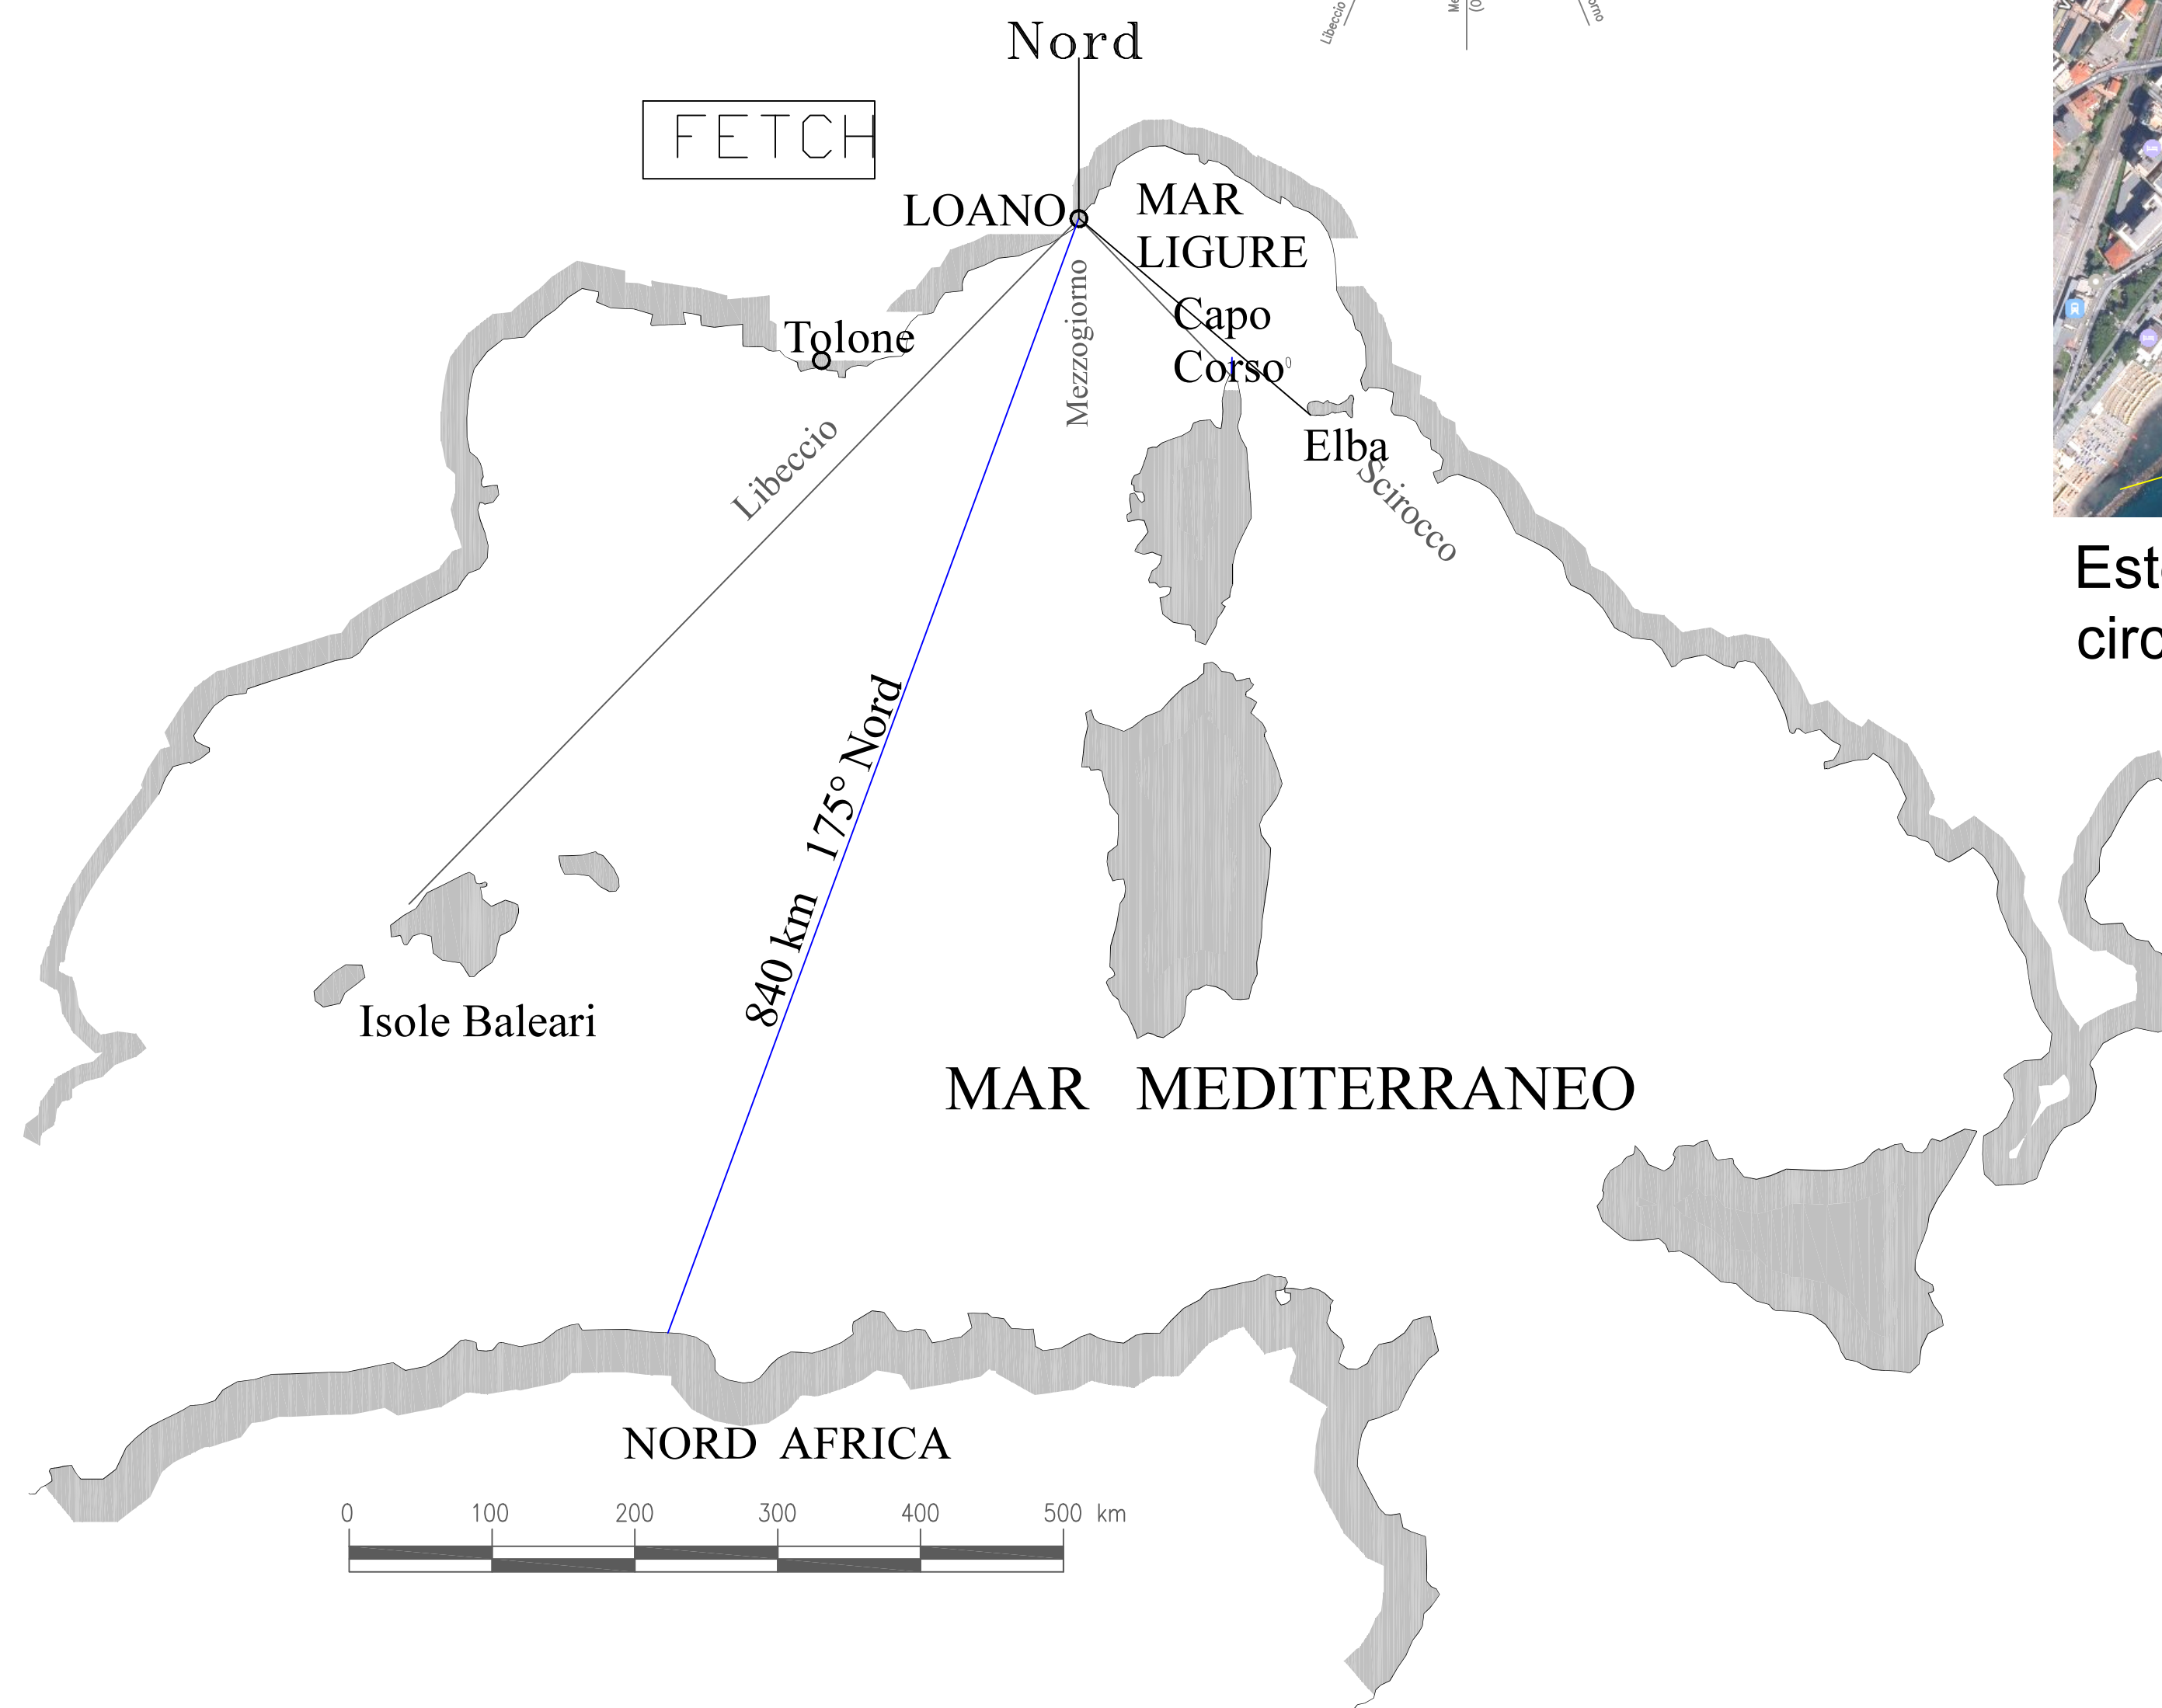 Libeccio
Nord
FETCH
LOANO
MAR
LIGURE
Mezzogiorno
Capo
Corso
Tolone
Elba
Libeccio
Scirocco
840 km 175° Nord
Isole Baleari
MAR MEDITERRANEO
NORD AFRICA
0 100 200 300 400 500 km